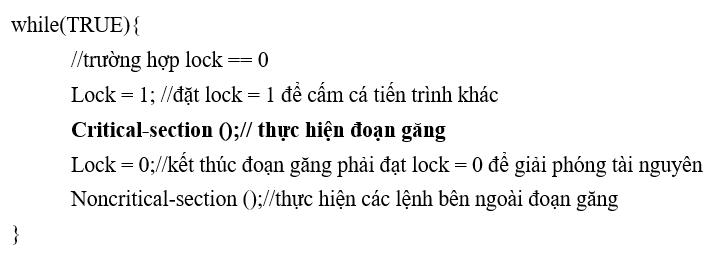 while(TRUE){
//trường hợp lock == 0
Lock = 1; //đặt lock = 1 để cấm cá tiến trình khác
Critical-section ();// thực hiện đoạn găng
Lock = 0;//kết thúc đoạn găng phải đạt lock = 0 để giải phóng tài nguyên
Noncritical-section ();//thực hiện các lệnh bên ngoài đoạn găng
}